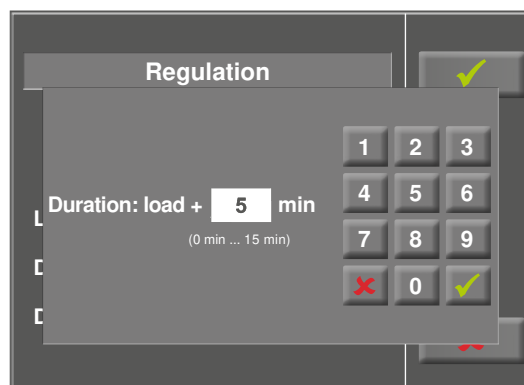 Regulation
1 2 3
Duration: load + 5 min
4 5 6
(0 min ... 15 min)
7 8 9
0